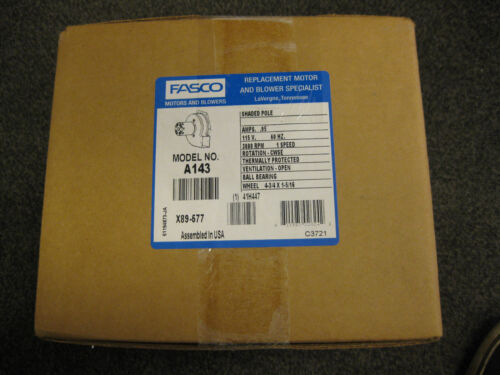 FASCO
MOTORS AND BLOWERS
REPLACEMENT MOTOR
AND BLOWER SPECIALIST
LaVergne, Tennessee
MODEL NO.
A143
X89-677
Assembled In USA
SHADED POLE
AMPS. .95
115 V. 60 HZ.
3000 RPM 1 SPEED
ROTATION - CWSE
THERMALLY PROTECTED
VENTILATION - OPEN
BALL BEARING
WHEEL 4-3/4 X 1-5/16
(1) 41H447
C3721